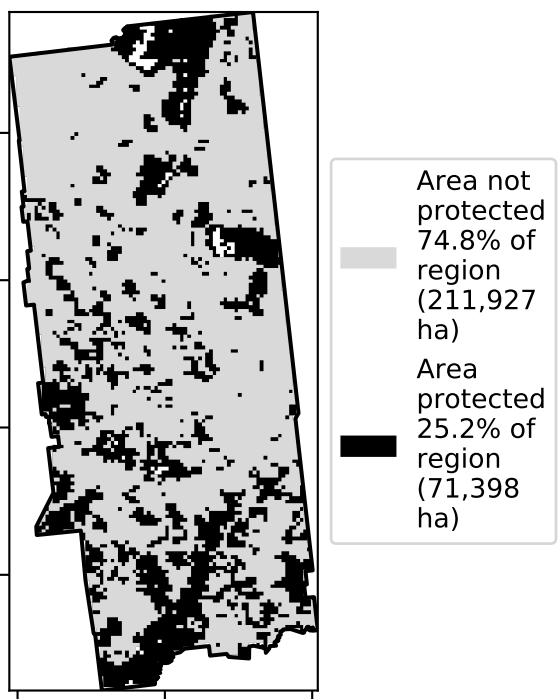 Area not
protected
74.8% of
region
(211,927
ha)
Area
protected
25.2% of
region
(71,398
ha)